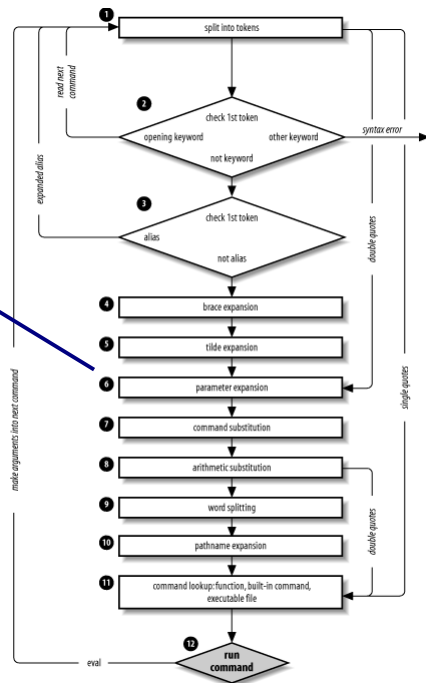 1
split into tokens
read next
command
2
check 1st token
opening keyword
other keyword
syntax error
not keyword
expanded alias
3
check 1st token
alias
not alias
double quotes
4
brace expansion
5
tilde expansion
6
parameter expansion
single quotes
make arguments into next command
7
command substitution
8
arithmetic substitution
9
word splitting
double quotes
10
pathname expansion
11
command lookup: function, built-in command,
executable file
12
run
command
eval